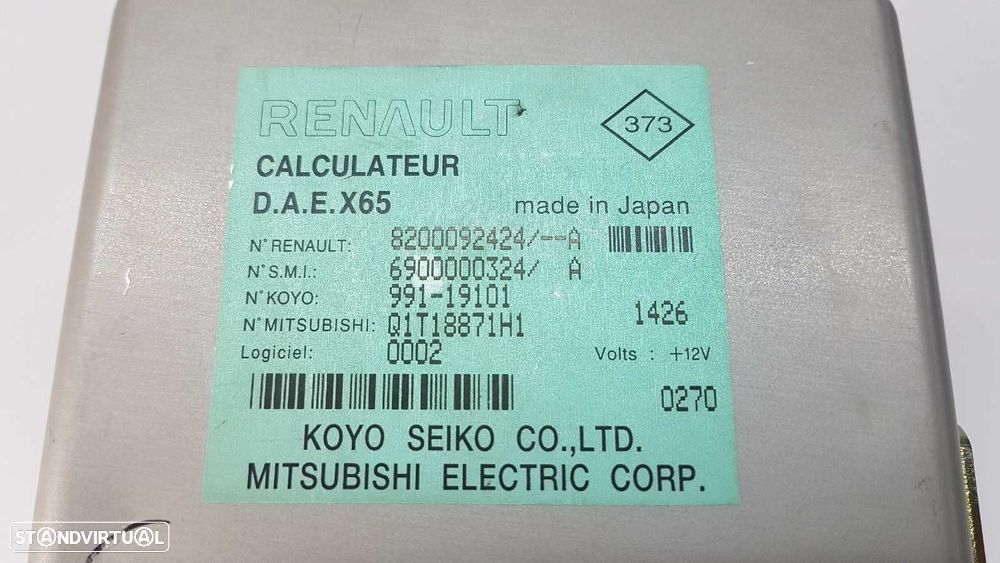 RENAULT
373
CALCULATEUR
D.A.E.X65 made in Japan
N° RENAULT: 8200092424/--A
N° S.M.I.: 6900000324/ A
N° KOYO: 991-19101
N° MITSUBISHI: Q1T18871H1 1426
Logiciel: 0002 Volts : +12V
0270
KOYO SEIKO CO.,LTD.
MITSUBISHI ELECTRIC CORP.
STANDVIRTUAL